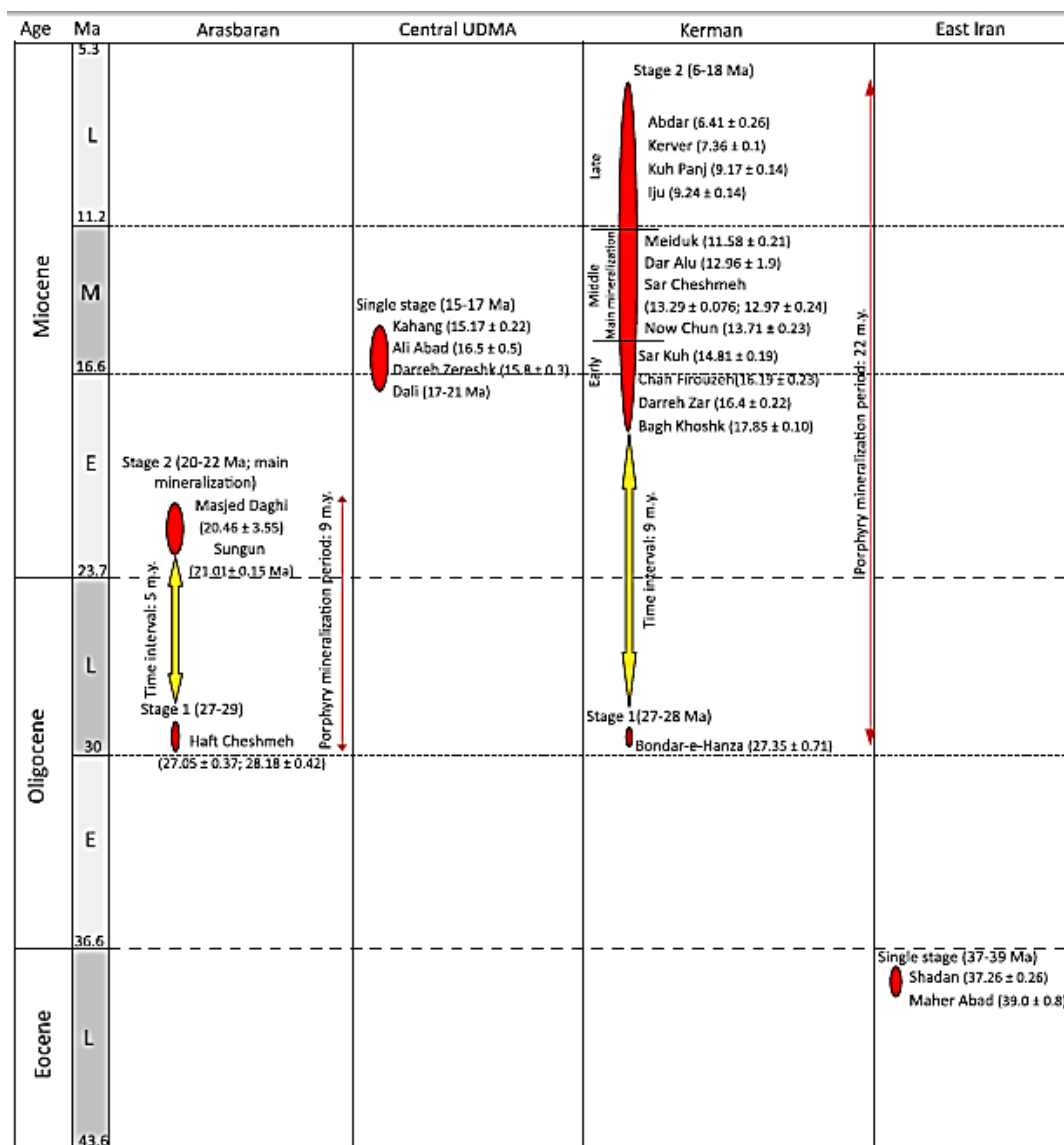 Age Ma Arasbaran Central UDMA Kerman East Iran
5.3
Stage 2 (6-18 Ma)
Abdar (6.41 ± 0.26)
L
Kerver (7.36 ± 0.1)
Late
Kuh Panj (9.17 ± 0.14)
Iju (9.24 ± 0.14)
11.2
Miocene
Meiduk (11.58 ± 0.21)
Dar Alu (12.96 ± 1.9)
Middle
Main mineralization
M
Sar Cheshmeh
(13.29 ± 0.076; 12.97 ± 0.24)
Now Chun (13.71 ± 0.23)
Single stage (15-17 Ma)
Kahang (15.17 ± 0.22)
Ali Abad (16.5 ± 0.5)
Darreh Zereshk (15.8 ± 0.3)
Dali (17-21 Ma)
Early
Sar Kuh (14.81 ± 0.19)
16.6
Chah Firouzeh(16.19 ± 0.23)
Darreh Zar (16.4 ± 0.22)
Bagh Khoshk (17.85 ± 0.10)
Porphyry mineralization period: 22 m.y.
E
Stage 2 (20-22 Ma; main
mineralization)
Masjed Daghi
(20.46 ± 3.55)
Sungun
(21.01± 0.15 Ma)
23.7
Time interval: 5 m.y.
Porphyry mineralization period: 9 m.y.
Time interval: 9 m.y.
Oligocene
L
Stage 1 (27-29)
Haft Cheshmeh
(27.05 ± 0.37; 28.18 ± 0.42)
Stage 1(27-28 Ma)
Bondar-e-Hanza (27.35 ± 0.71)
30
E
36.6
Eocene
Single stage (37-39 Ma)
Shadan (37.26 ± 0.26)
Maher Abad (39.0 ± 0.8)
L
43.6